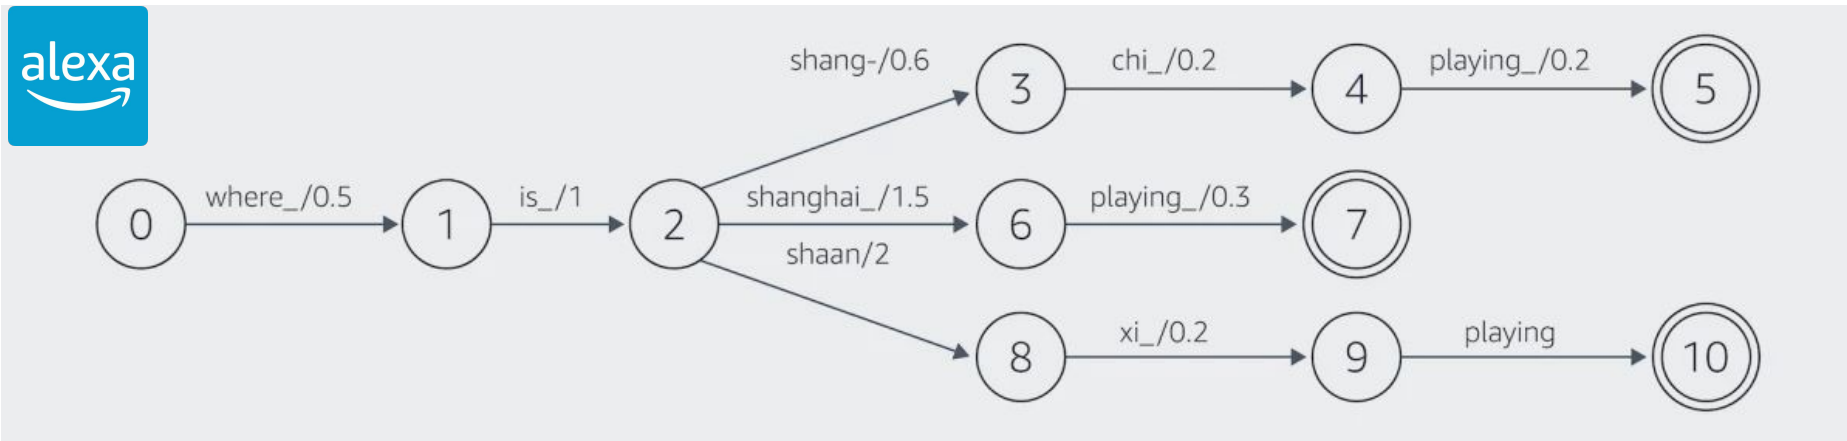 alexa
shang-/0.6
3
chi_/0.2
4
playing_/0.2
5
0
where_/0.5
1
is_/1
2
shanghai_/1.5
6
playing_/0.3
7
shaan/2
8
xi_/0.2
9
playing
10